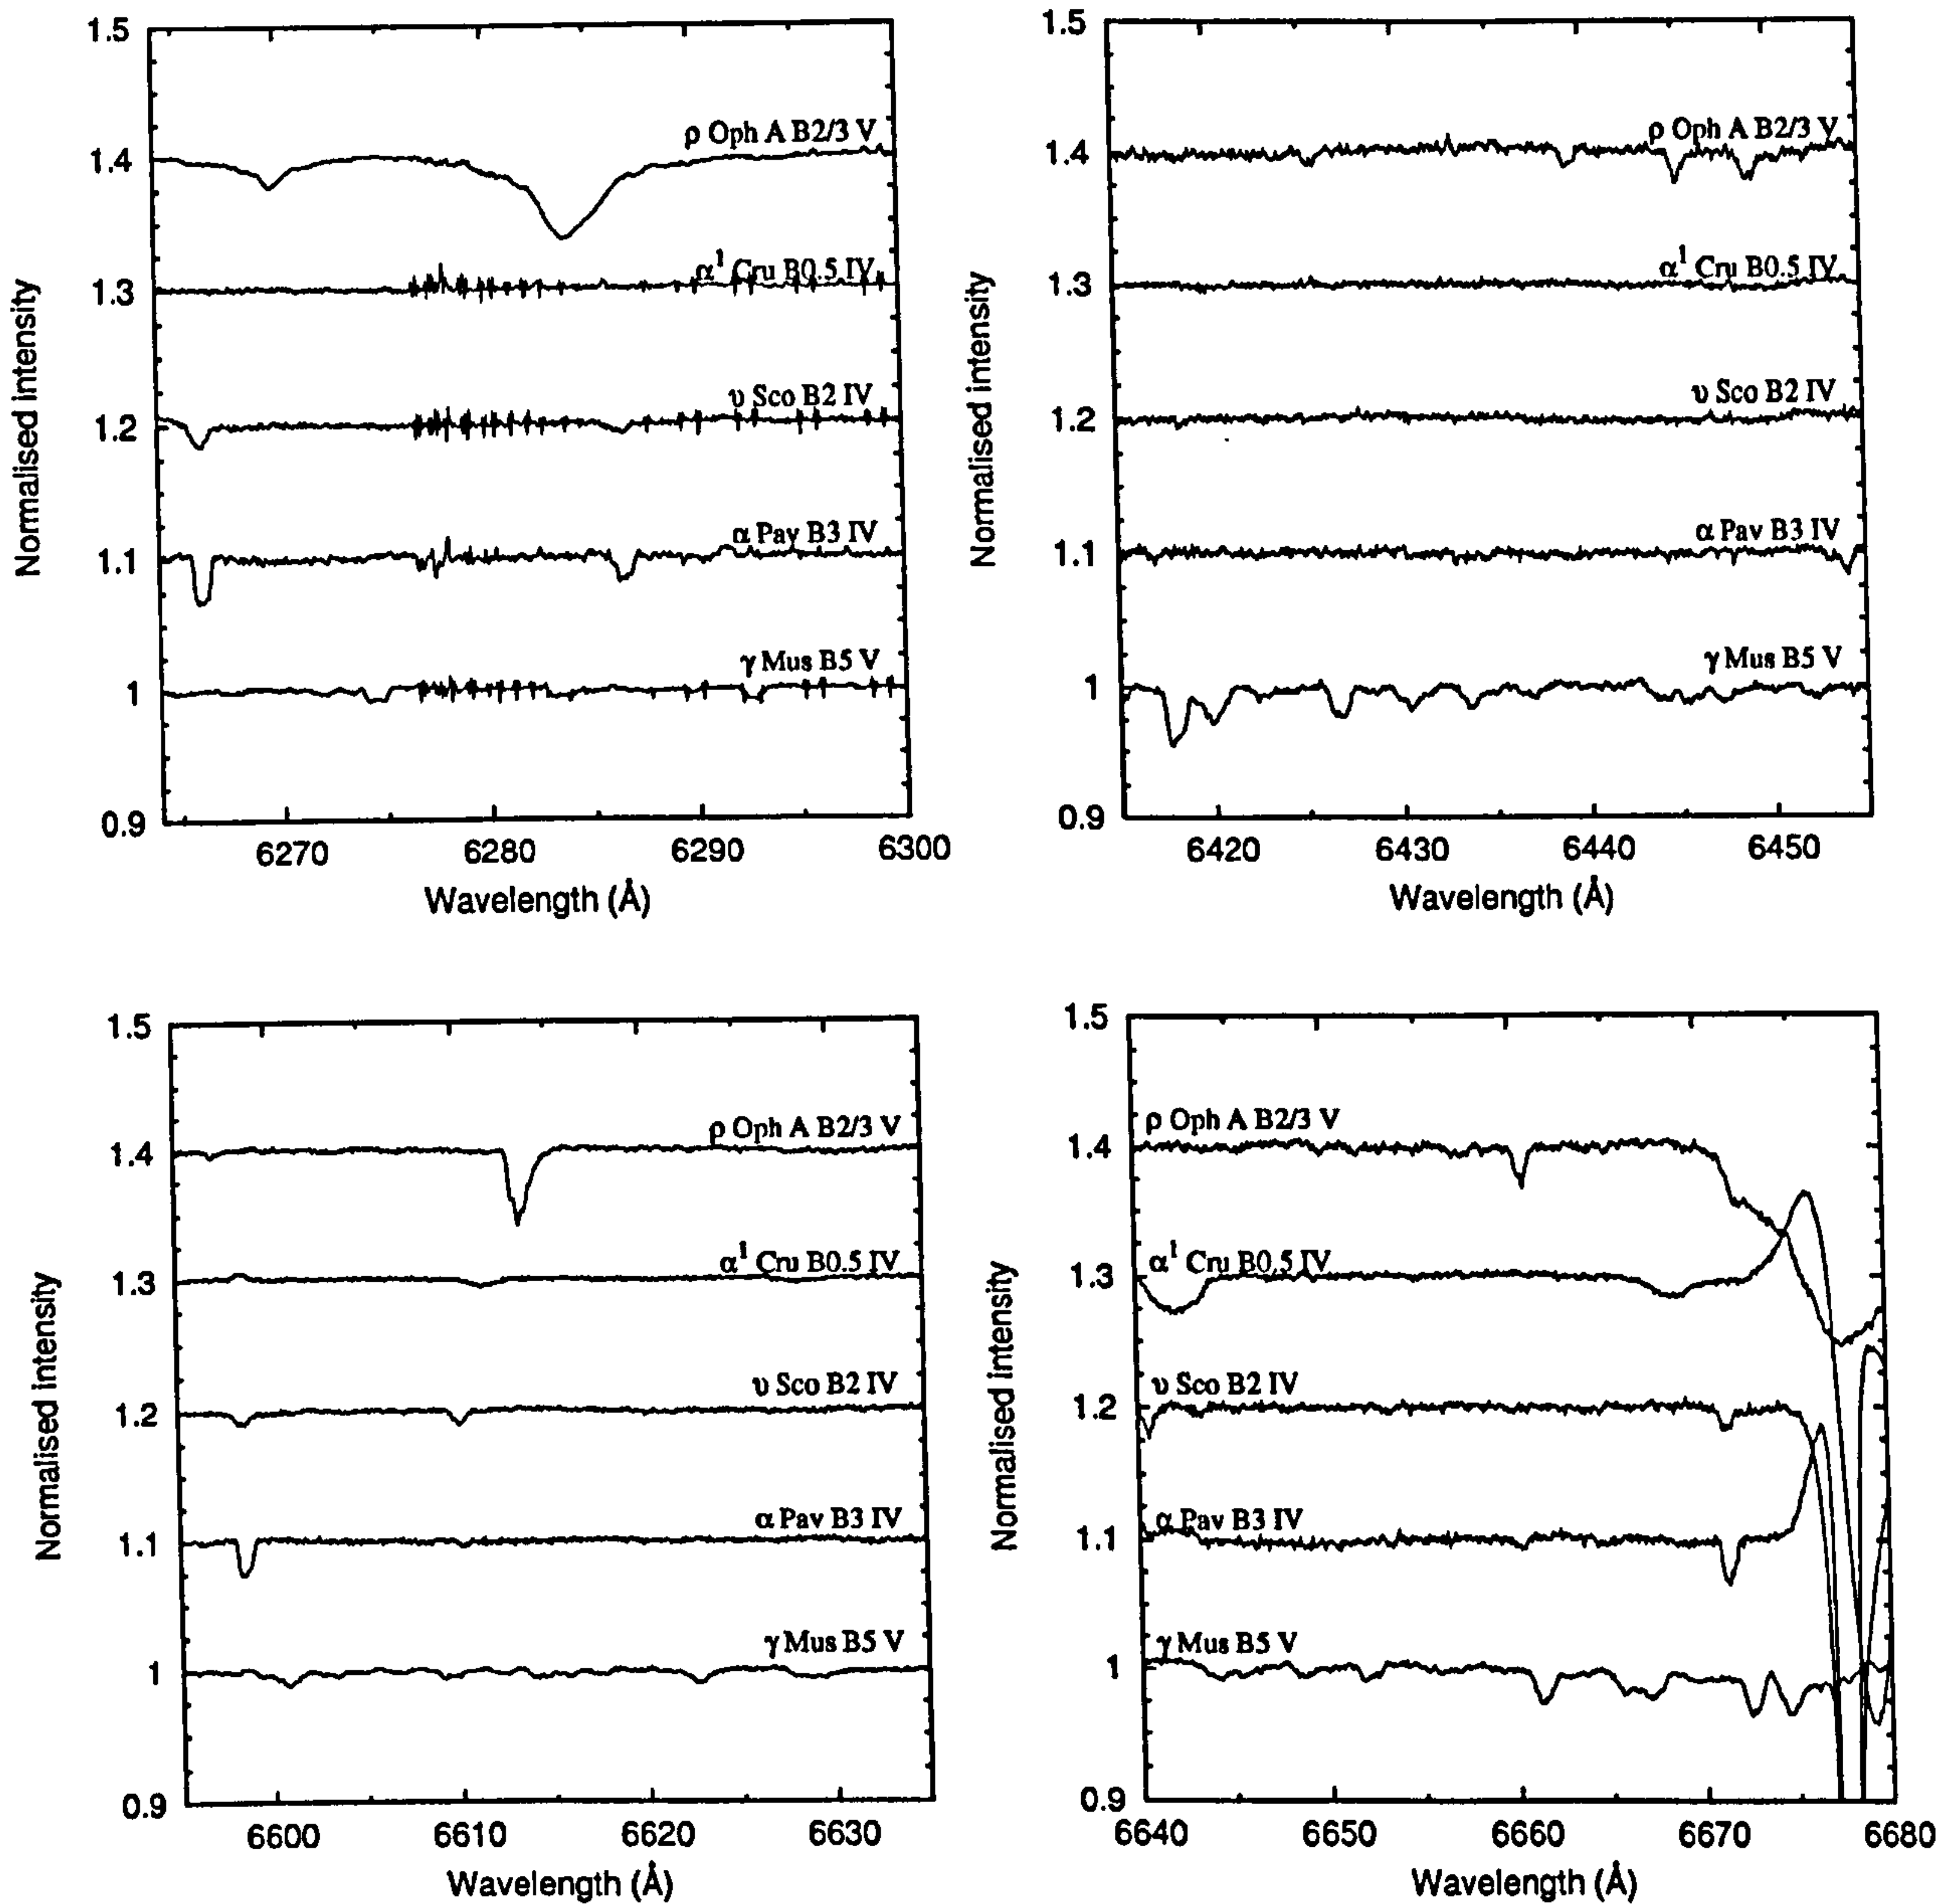 1.5
1.4
1.3
1.2
1.1
1
0.9
Normalised intensity
ρ Oph A B2/3 V
α¹ Cru B0.5 IV
υ Sco B2 IV
α Pav B3 IV
γ Mus B5 V
6270 6280 6290 6300
Wavelength (Å)
1.5
1.4
1.3
1.2
1.1
1
0.9
Normalised intensity
ρ Oph A B2/3 V
α¹ Cru B0.5 IV
υ Sco B2 IV
α Pav B3 IV
γ Mus B5 V
6420 6430 6440 6450
Wavelength (Å)
1.5
1.4
1.3
1.2
1.1
1
0.9
Normalised intensity
ρ Oph A B2/3 V
α¹ Cru B0.5 IV
υ Sco B2 IV
α Pav B3 IV
γ Mus B5 V
6600 6610 6620 6630
Wavelength (Å)
1.5
1.4
1.3
1.2
1.1
1
0.9
Normalised intensity
ρ Oph A B2/3 V
α¹ Cru B0.5 IV
υ Sco B2 IV
α Pav B3 IV
γ Mus B5 V
6640 6650 6660 6670 6680
Wavelength (Å)